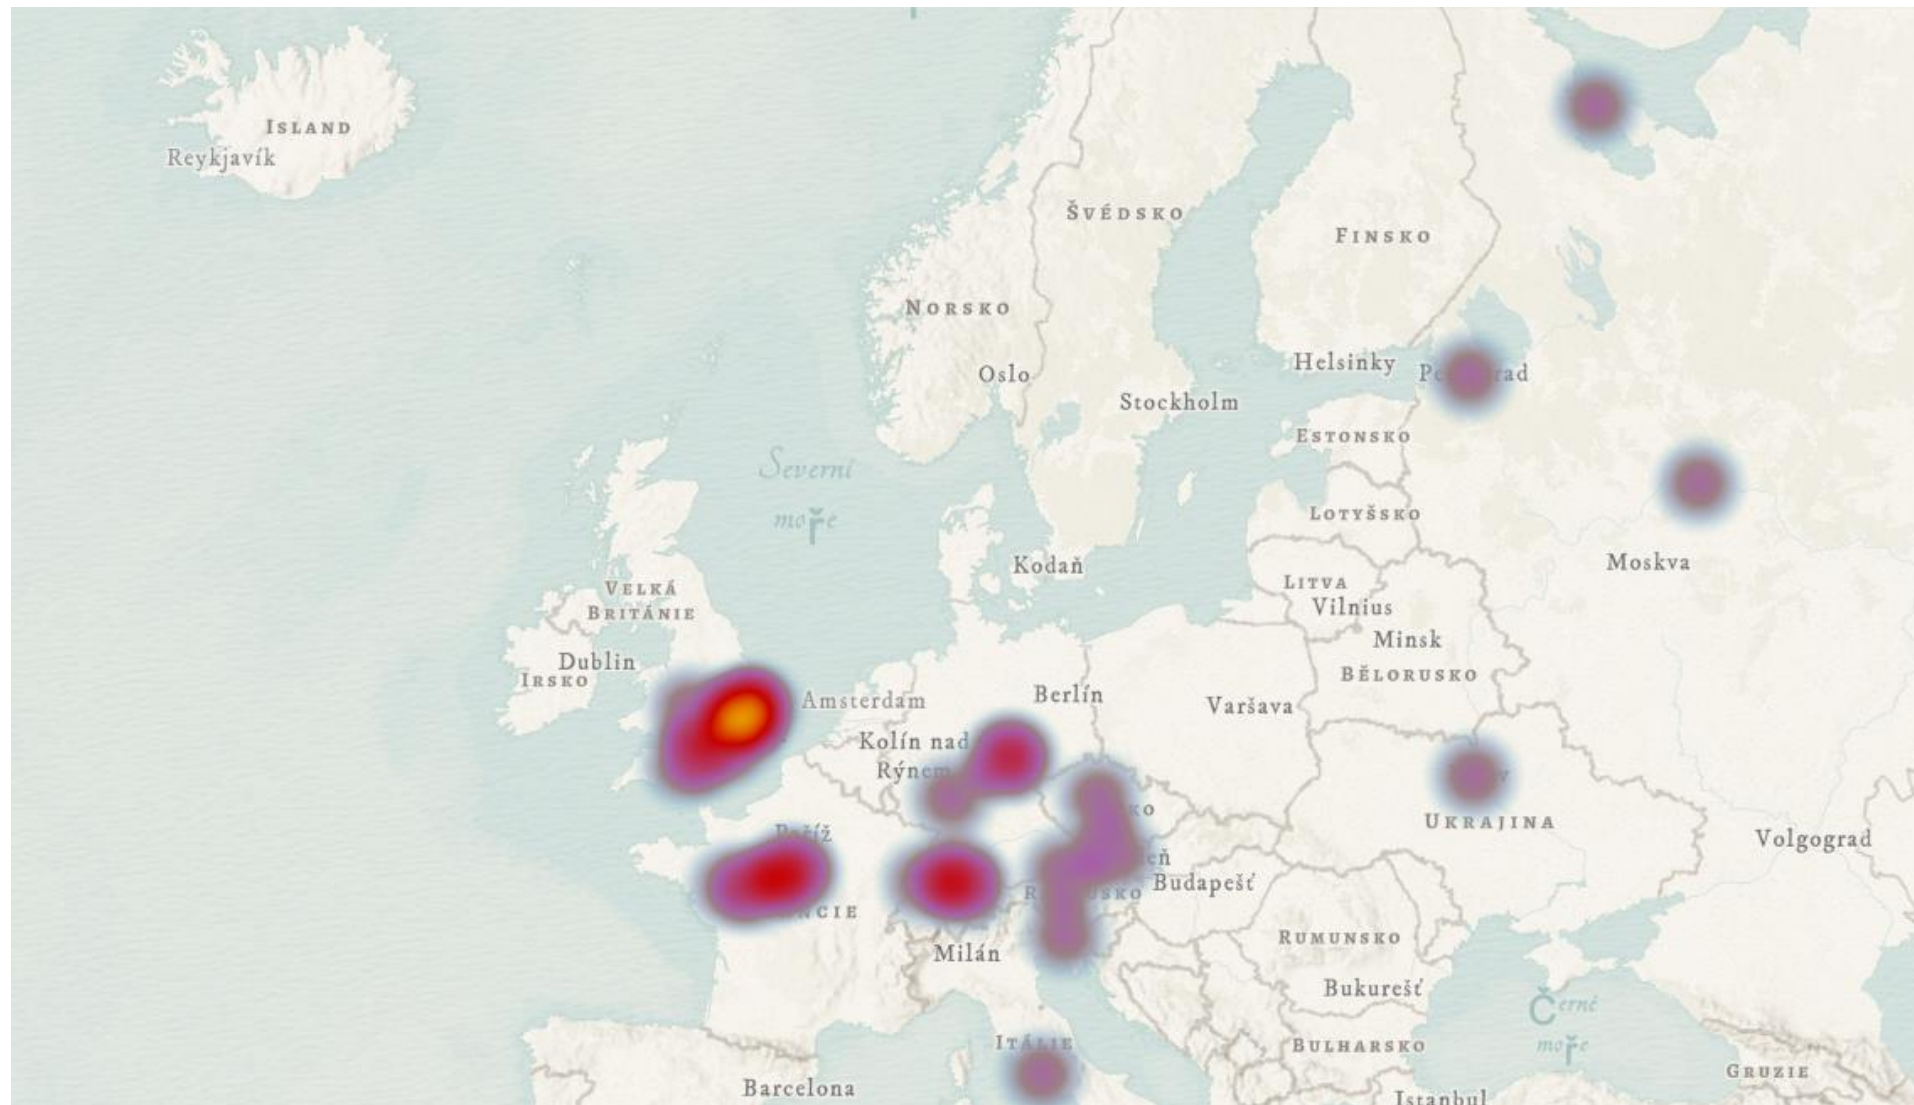 ISLAND
Reykjavík
ŠVÉDSKO
FINSKO
NORSKO
Helsinky
Oslo
Stockholm
ESTONSKO
Severní
moře
LOTYŠSKO
Moskva
Kodaň
LITVA
VELKÁ
BRITÁNIE
Vilnius
Minsk
Dublin
IRSKO
BĚLORUSKO
Berlín
Amsterdam
Varšava
Kolín nad
Rýnem
UKRAJINA
Paříž
Volgograd
Budapešť
RUMUNSKO
Milán
Bukurešť
Černé
moře
ITÁLIE
BULHARSKO
GRUZIE
Barcelona
Istanbul